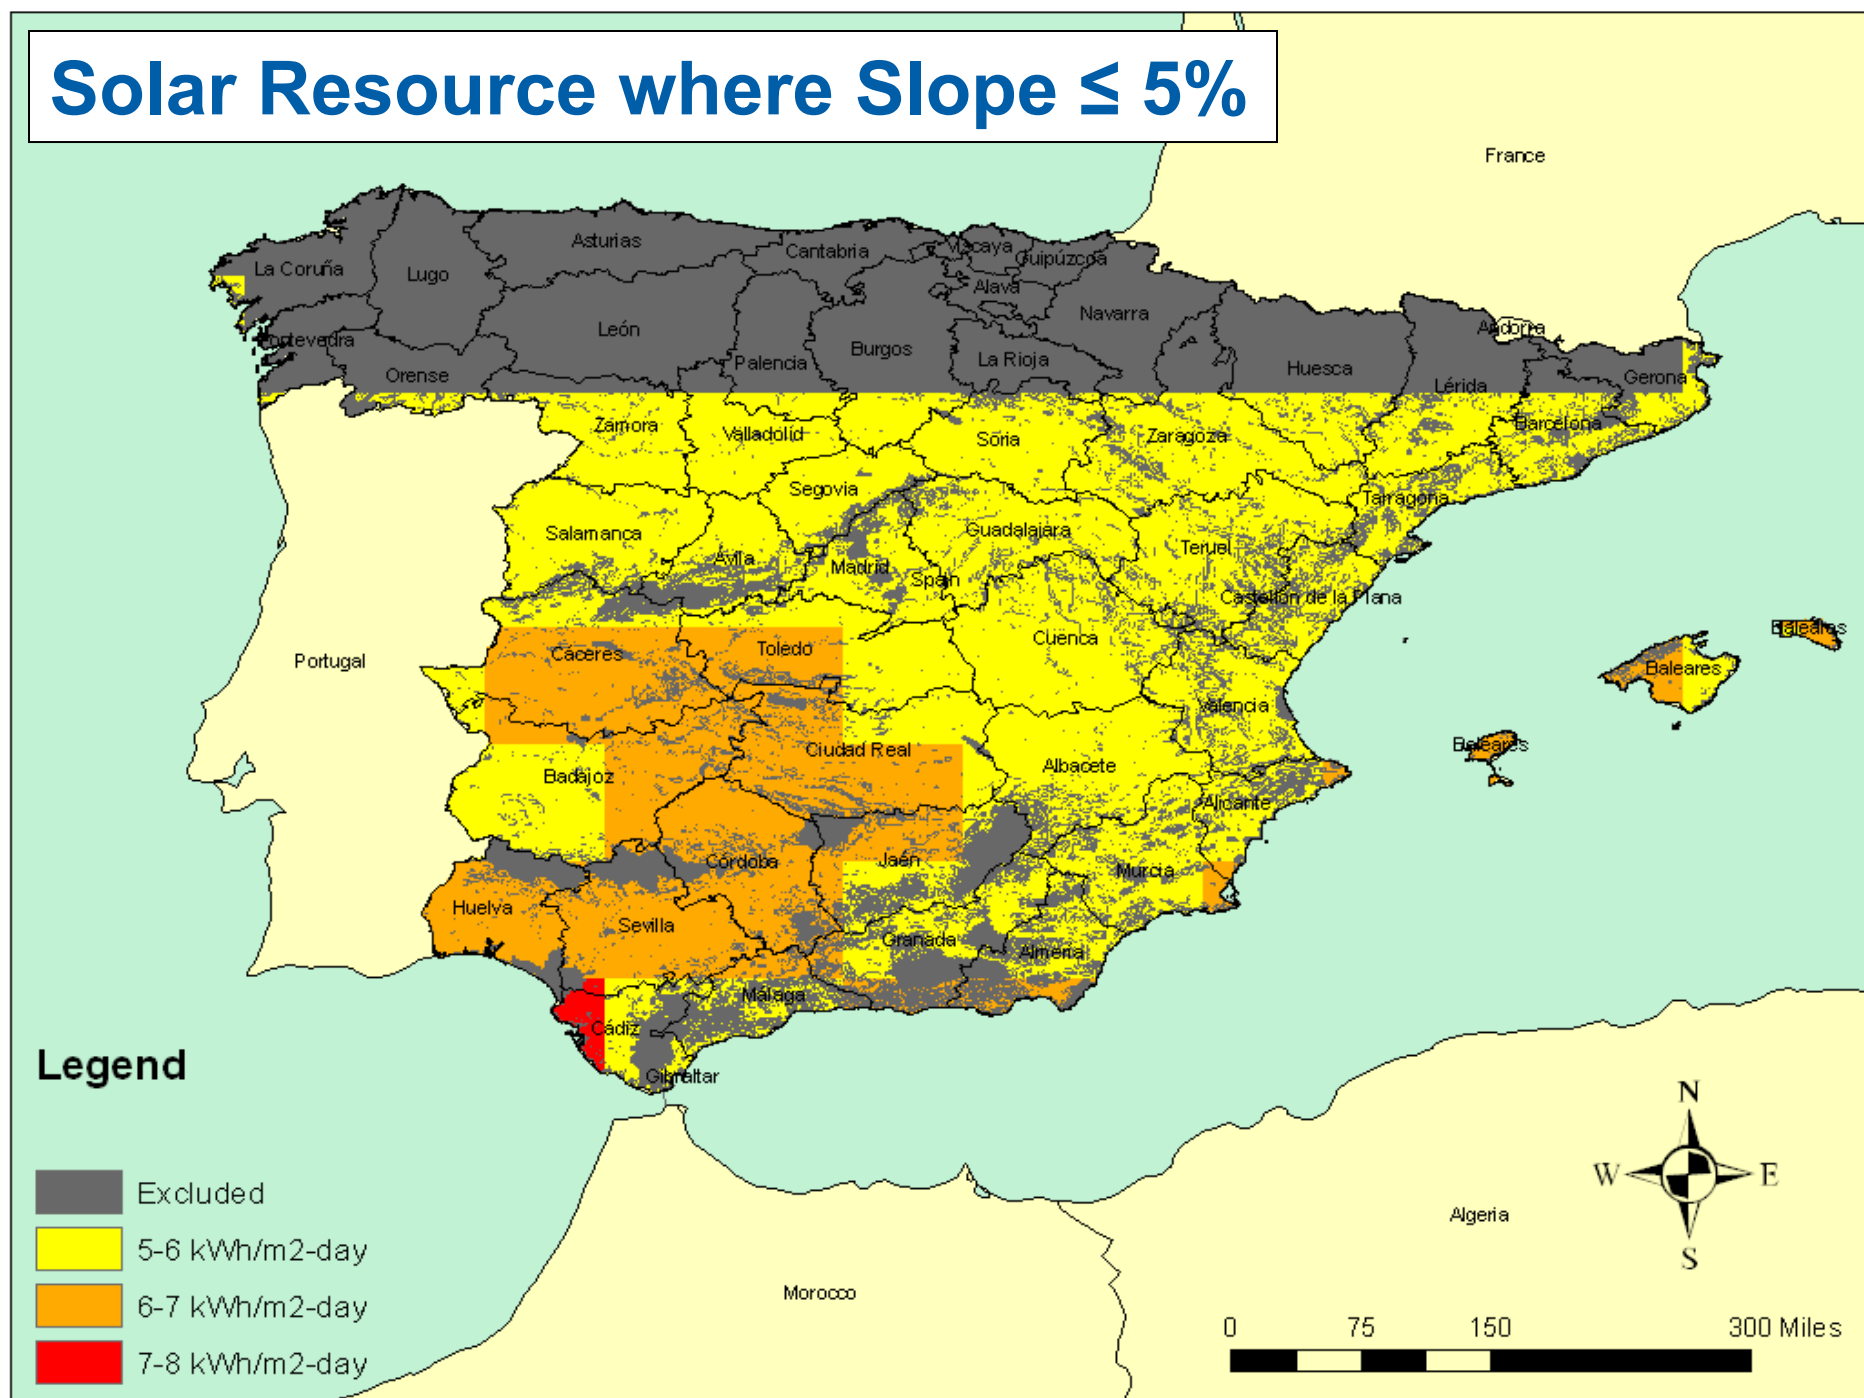 Solar Resource where Slope ≤ 5%
France
Asturias
Cantabria
Viscaya
Guipúzcoa
La Coruña
Lugo
Alava
Navarra
León
Andorra
Pontevedra
Burgos
La Rioja
Palencia
Huesca
Orense
Lérida
Gerona
Zamora
Valladolid
Soria
Zaragoza
Barcelona
Segovia
Tarragona
Salamanca
Guadalajara
Teruel
Ávila
Madrid
Spain
Castellón de la Plana
Cuenca
Baleares
Cáceres
Toledo
Portugal
Baleares
Valencia
Ciudad Real
Baleares
Badajoz
Albacete
Alicante
Córdoba
Jaén
Murcia
Huelva
Sevilla
Granada
Almería
Málaga
Cádiz
Gibraltar
Legend
Excluded
5-6 kWh/m2-day
6-7 kWh/m2-day
7-8 kWh/m2-day
Morocco
Algeria
N
W
E
S
0 75 150 300 Miles